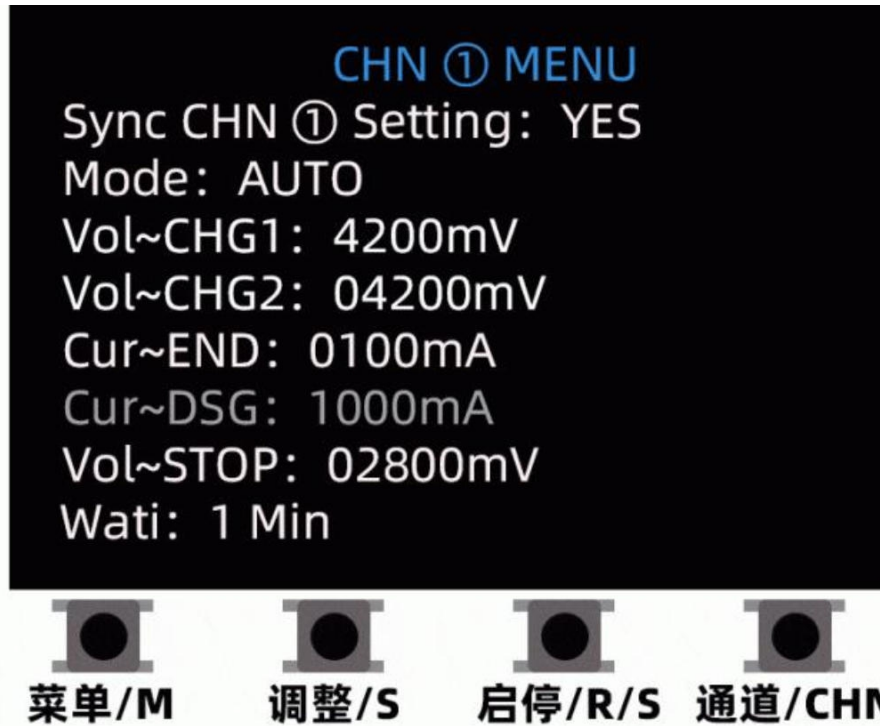 CHN ① MENU
Sync CHN ① Setting: YES
Mode: AUTO
Vol~CHG1: 4200mV
Vol~CHG2: 04200mV
Cur~END: 0100mA
Cur~DSG: 1000mA
Vol~STOP: 02800mV
Wati: 1 Min
菜单/M 调整/S 启停/R/S 通道/CHN